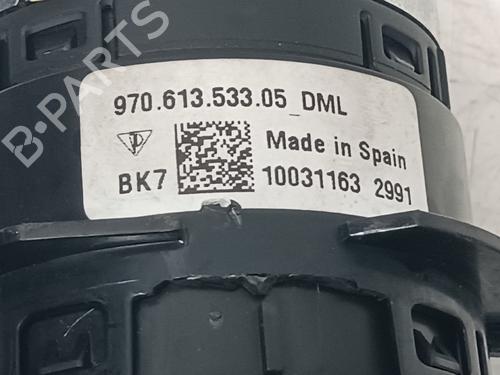 B-PARTS
970.613.533.05_DML
Made in Spain
BK7
10031163 2991